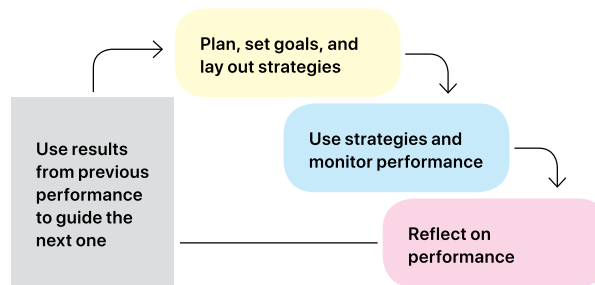 Plan, set goals, and
lay out strategies
Use strategies and
monitor performance
Reflect on
performance
Use results
from previous
performance
to guide the
next one